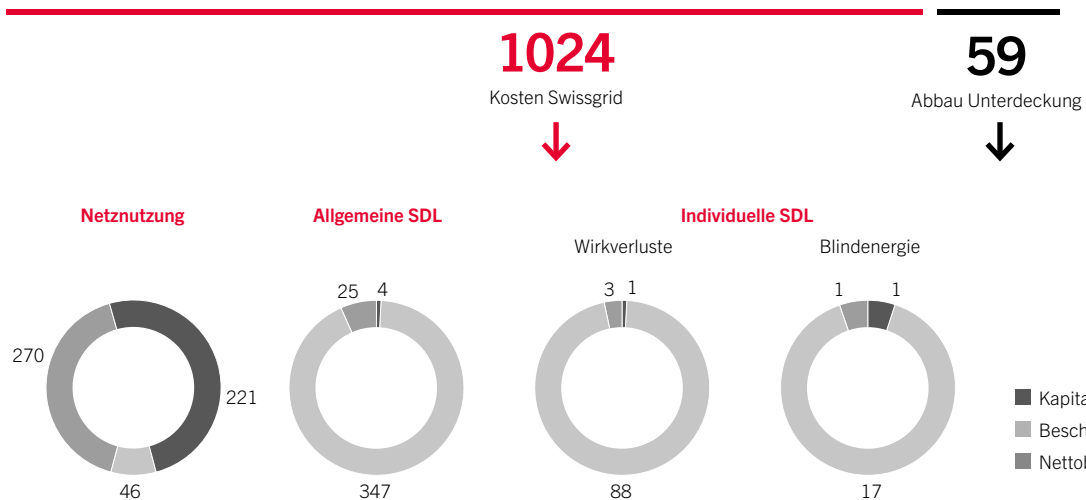 1024
Kosten Swissgrid
59
Abbau Unterdeckung
Netznutzung
Allgemeine SDL
Individuelle SDL
Wirkverluste
Blindenergie
270
221
46
25
4
347
3
1
88
1
1
17